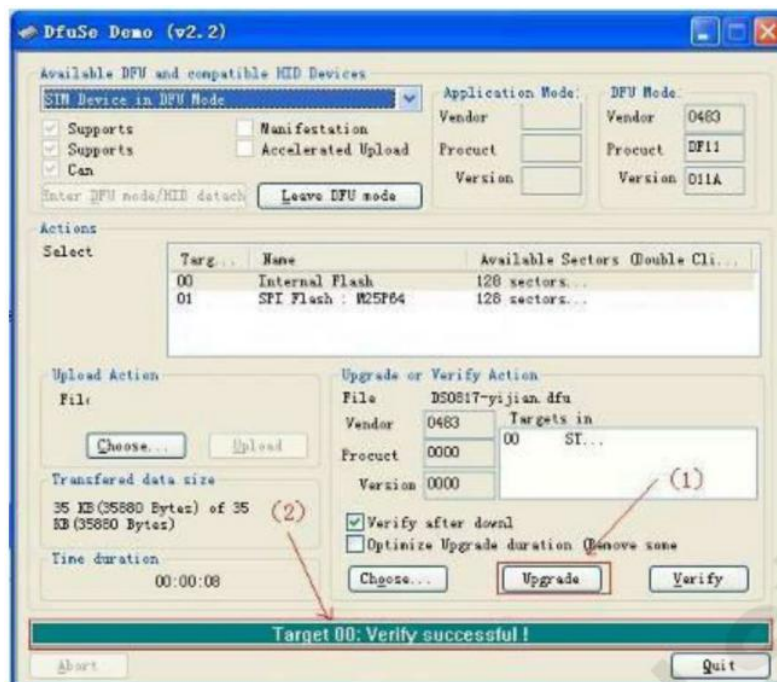 DfuSe Demo (v2.2)
Available DFU and compatible HID Devices
STM Device in DFU Mode
Supports
Manifestation
Supports
Accelerated Upload
Can
Enter DFU mode/HID detach
Leave DFU mode
Application Mode:
Vendor
Procuct
Version
DFU Mode:
Vendor 0483
Procuct DF11
Version 011A
Actions
Select
Targ... Name Available Sectors (Double Cli...
00 Internal Flash 128 sectors...
01 SPI Flash : M25P64 128 sectors...
Upload Action
File
Choose...
Upload
Transfered data size
35 KB(35880 Bytes) of 35
KB(35880 Bytes)
Time duration
00:00:08
Upgrade or Verify Action
File DS0817-yijian.dfu
Vendor 0483
Procuct 0000
Version 0000
Targets in
00 ST...
Verify after downl
Optimize Upgrade duration (Remove some
Choose...
Upgrade
Verify
(1)
(2)
Target 00: Verify successful !
Abort
Quit